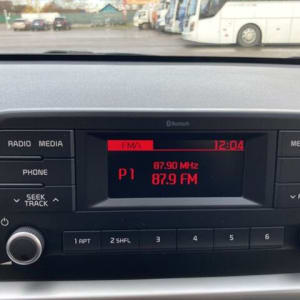 Bluetooth
RADIO MEDIA
FM 12:04
PHONE
P1 87.90 MHz
87.9 FM
SEEK
TRACK
1 RPT 2 SHFL 3 4 5 6